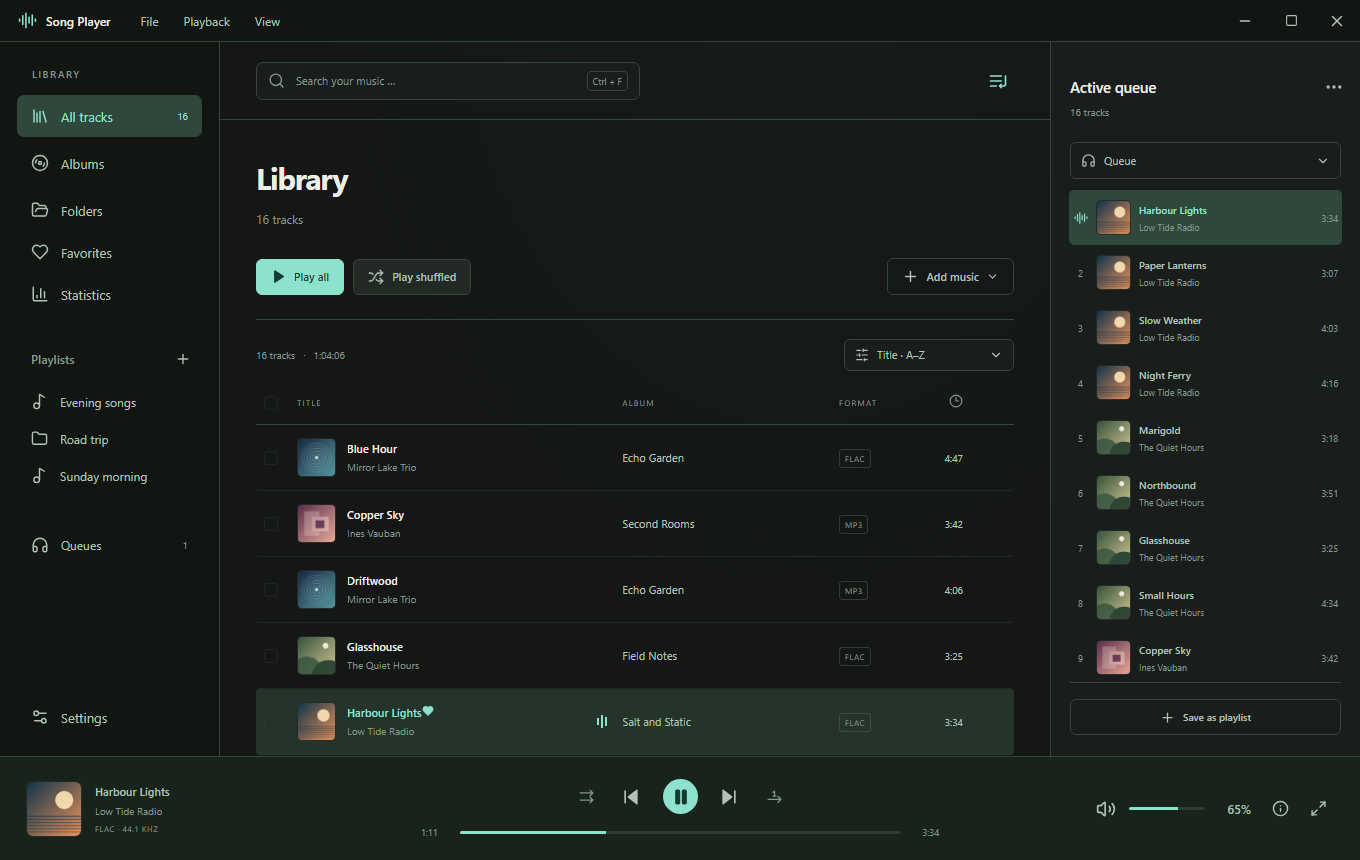 Song Player File Playback View
LIBRARY
All tracks 16
Albums
Folders
Favorites
Statistics
Playlists
Evening songs
Road trip
Sunday morning
Queues 1
Settings
Search your music ... Ctrl + F
Library
16 tracks
Play all Play shuffled Add music
16 tracks · 1:04:06 Title · A–Z
TITLE ALBUM FORMAT
Blue Hour
Mirror Lake Trio
Echo Garden FLAC 4:47
Copper Sky
Ines Vauban
Second Rooms MP3 3:42
Driftwood
Mirror Lake Trio
Echo Garden MP3 4:06
Glasshouse
The Quiet Hours
Field Notes FLAC 3:25
Harbour Lights
Low Tide Radio
Salt and Static FLAC 3:34
Active queue
16 tracks
Queue
Harbour Lights
Low Tide Radio
3:34
2 Paper Lanterns
Low Tide Radio
3:07
3 Slow Weather
Low Tide Radio
4:03
4 Night Ferry
Low Tide Radio
4:16
5 Marigold
The Quiet Hours
3:18
6 Northbound
The Quiet Hours
3:51
7 Glasshouse
The Quiet Hours
3:25
8 Small Hours
The Quiet Hours
4:34
9 Copper Sky
Ines Vauban
3:42
Save as playlist
Harbour Lights
Low Tide Radio
FLAC · 44.1 KHZ
1
1:11 3:34
65%